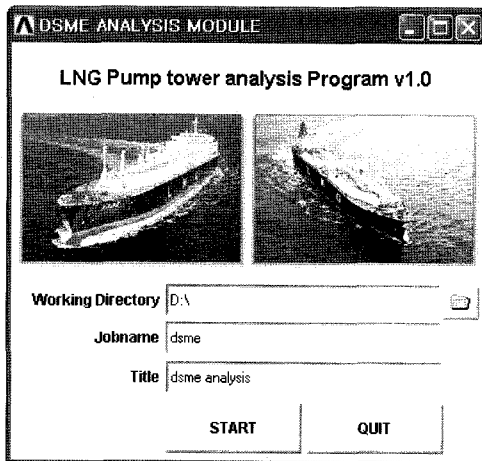 DSME ANALYSIS MODULE
LNG Pump tower analysis Program v1.0
Working Directory D:\
Jobname dsme
Title dsme analysis
START QUIT